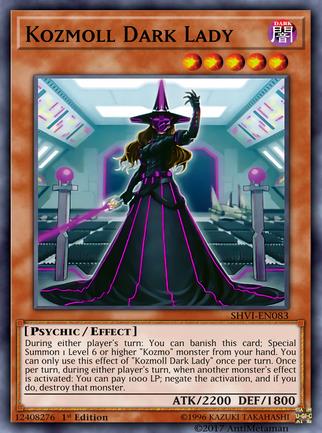 Kozmoll Dark Lady
DARK
闇
SHVI-EN083
[Psychic / Effect]
During either player's turn: You can banish this card; Special
Summon 1 Level 6 or higher "Kozmo" monster from your hand. You
can only use this effect of "Kozmoll Dark Lady" once per turn. Once
per turn, during either player's turn, when another monster's effect
is activated: You can pay 1000 LP; negate the activation, and if you
do, destroy that monster.
ATK/2200 DEF/1800
12408276 1st Edition ©1996 KAZUKI TAKAHASHI
©2017 AntiMetaman